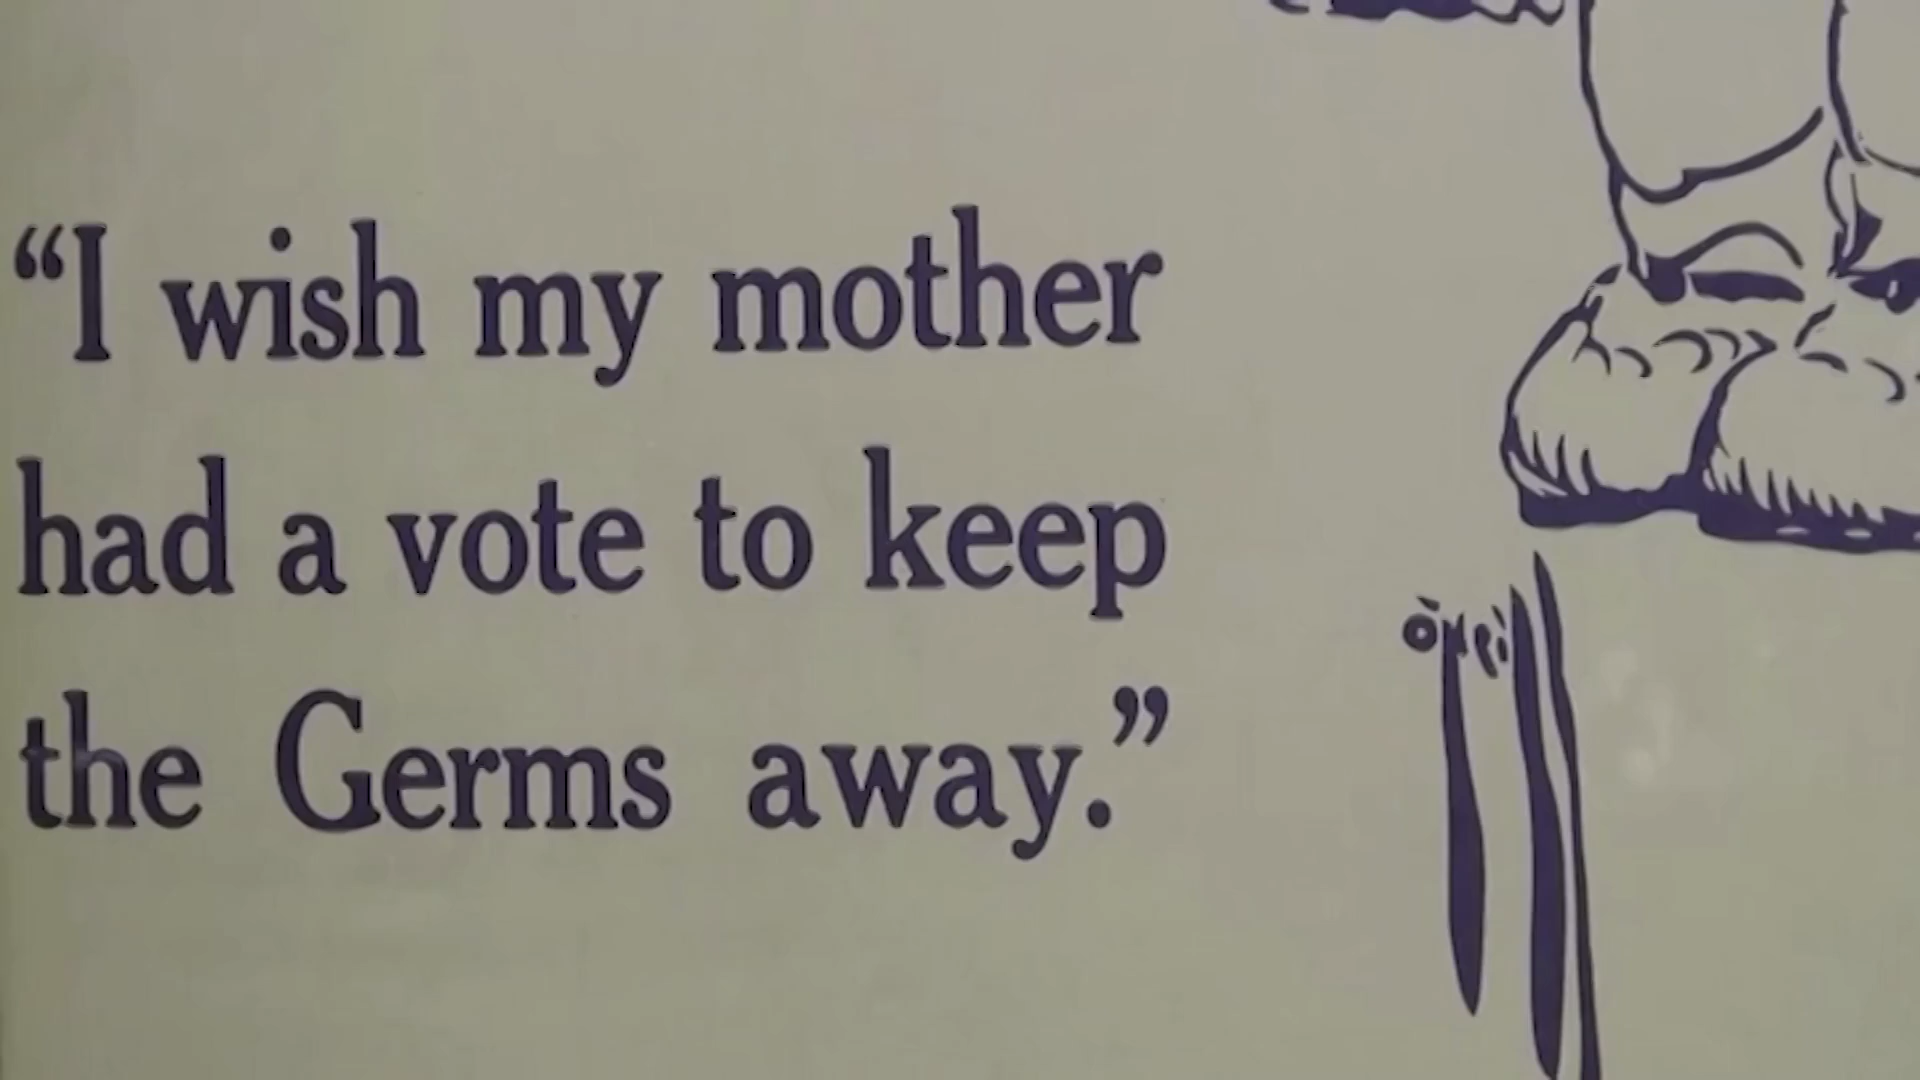 “I wish my mother
had a vote to keep
the Germs away.”